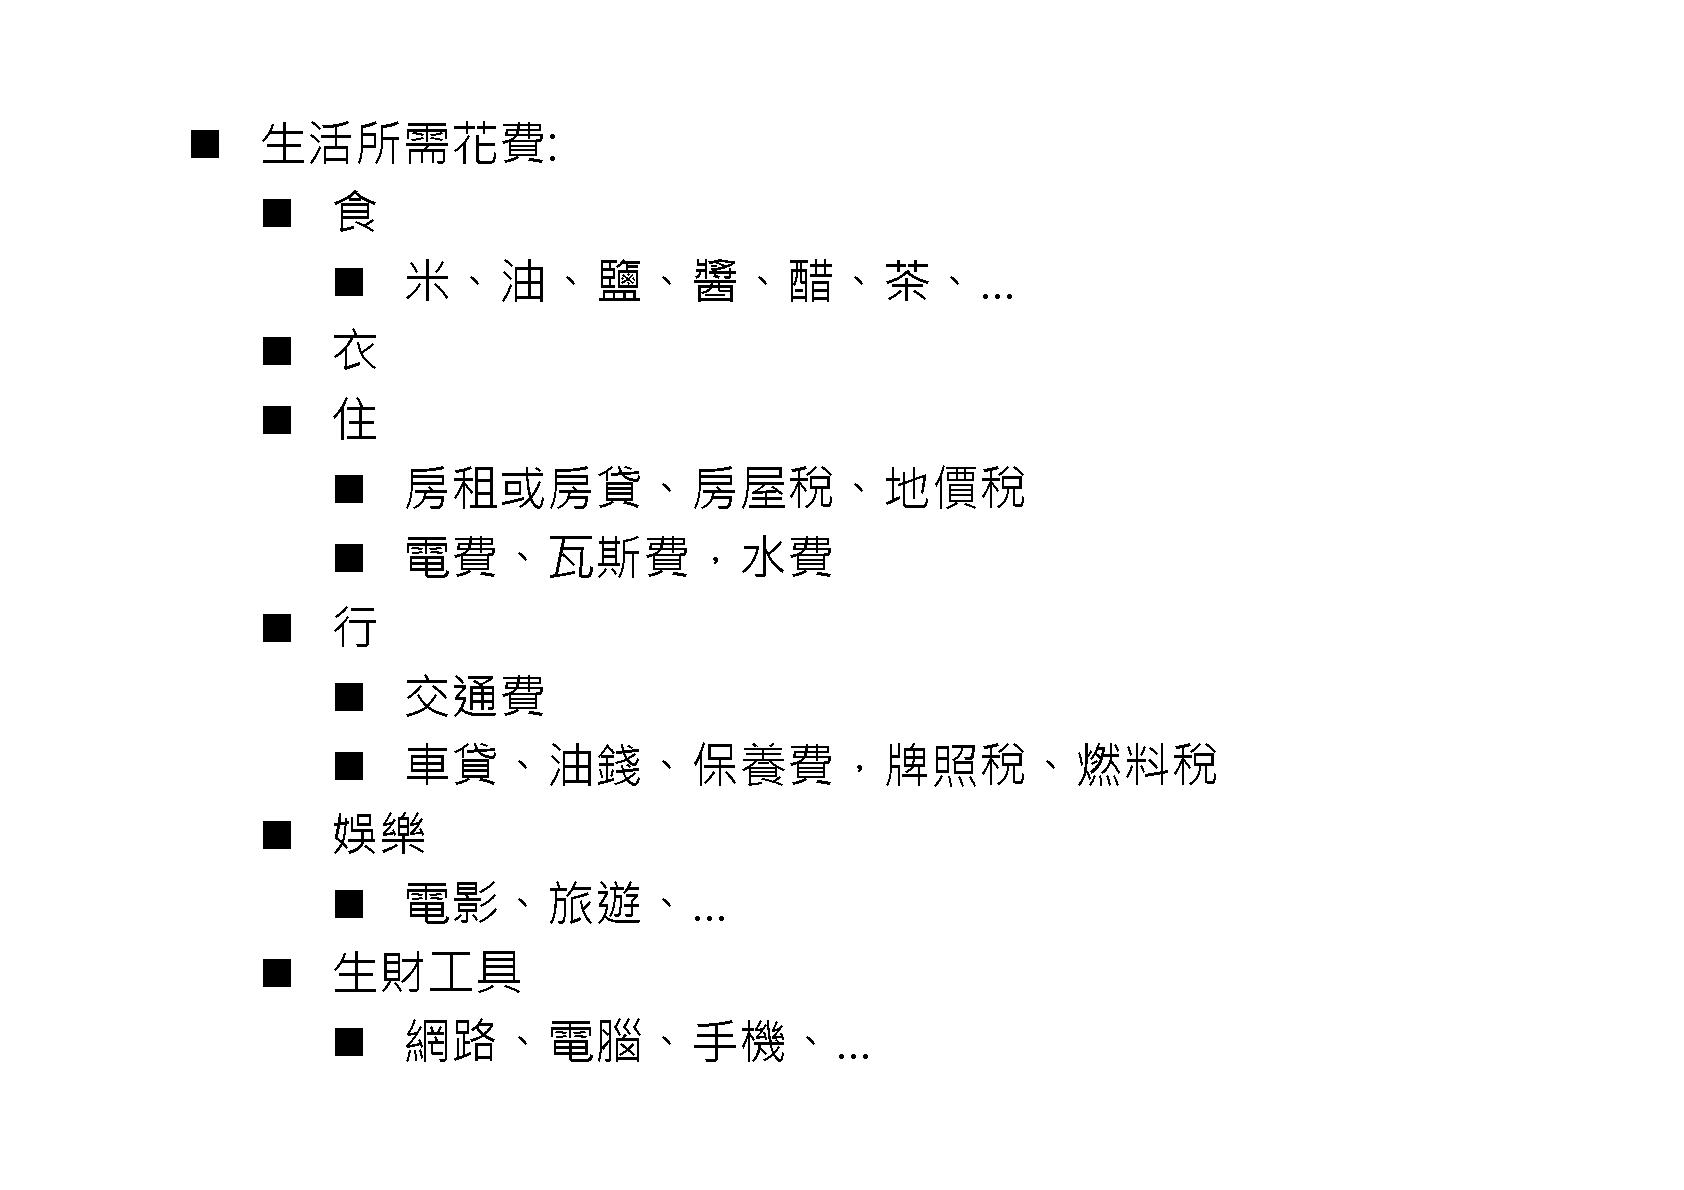 ■ 生活所需花費:
■ 食
■ 米、油、鹽、醬、醋、茶、...
■ 衣
■ 住
■ 房租或房貸、房屋稅、地價稅
■ 電費、瓦斯費，水費
■ 行
■ 交通費
■ 車貸、油錢、保養費，牌照稅、燃料稅
■ 娛樂
■ 電影、旅遊、...
■ 生財工具
■ 網路、電腦、手機、...